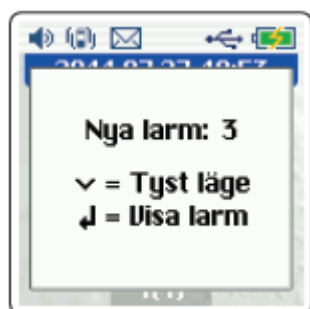 Nya larm: 3
⌄ = Tyst läge
↲ = Visa larm